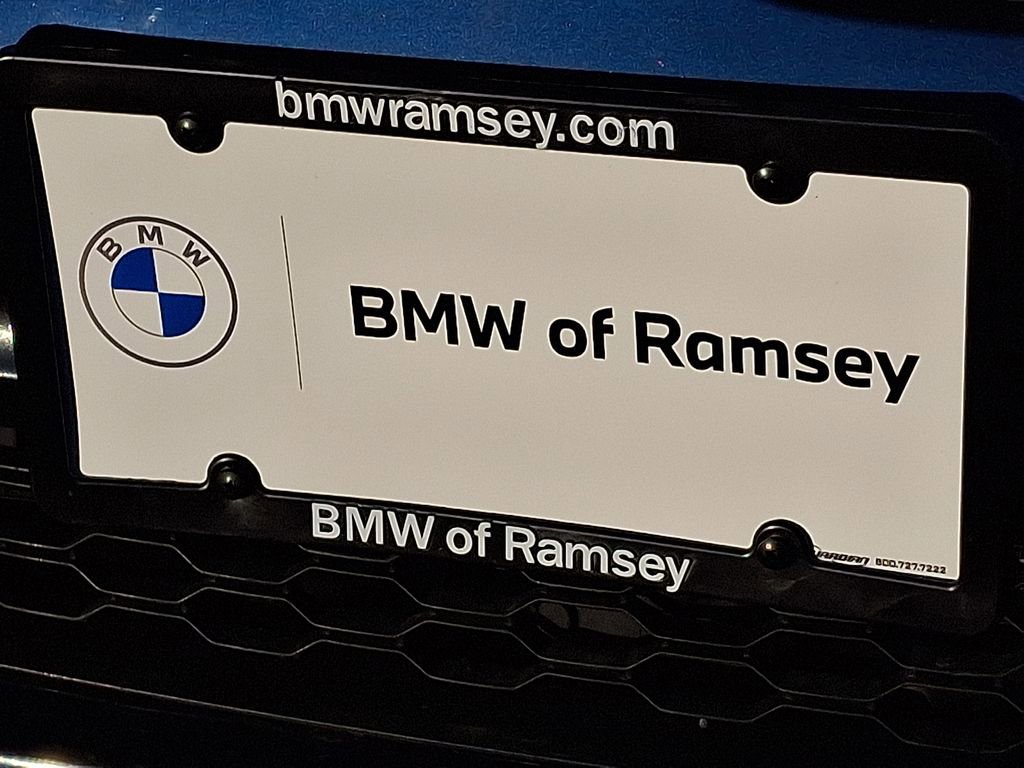 bmwramsey.com
BMW
BMW of Ramsey
BMW of Ramsey
800.727.7222